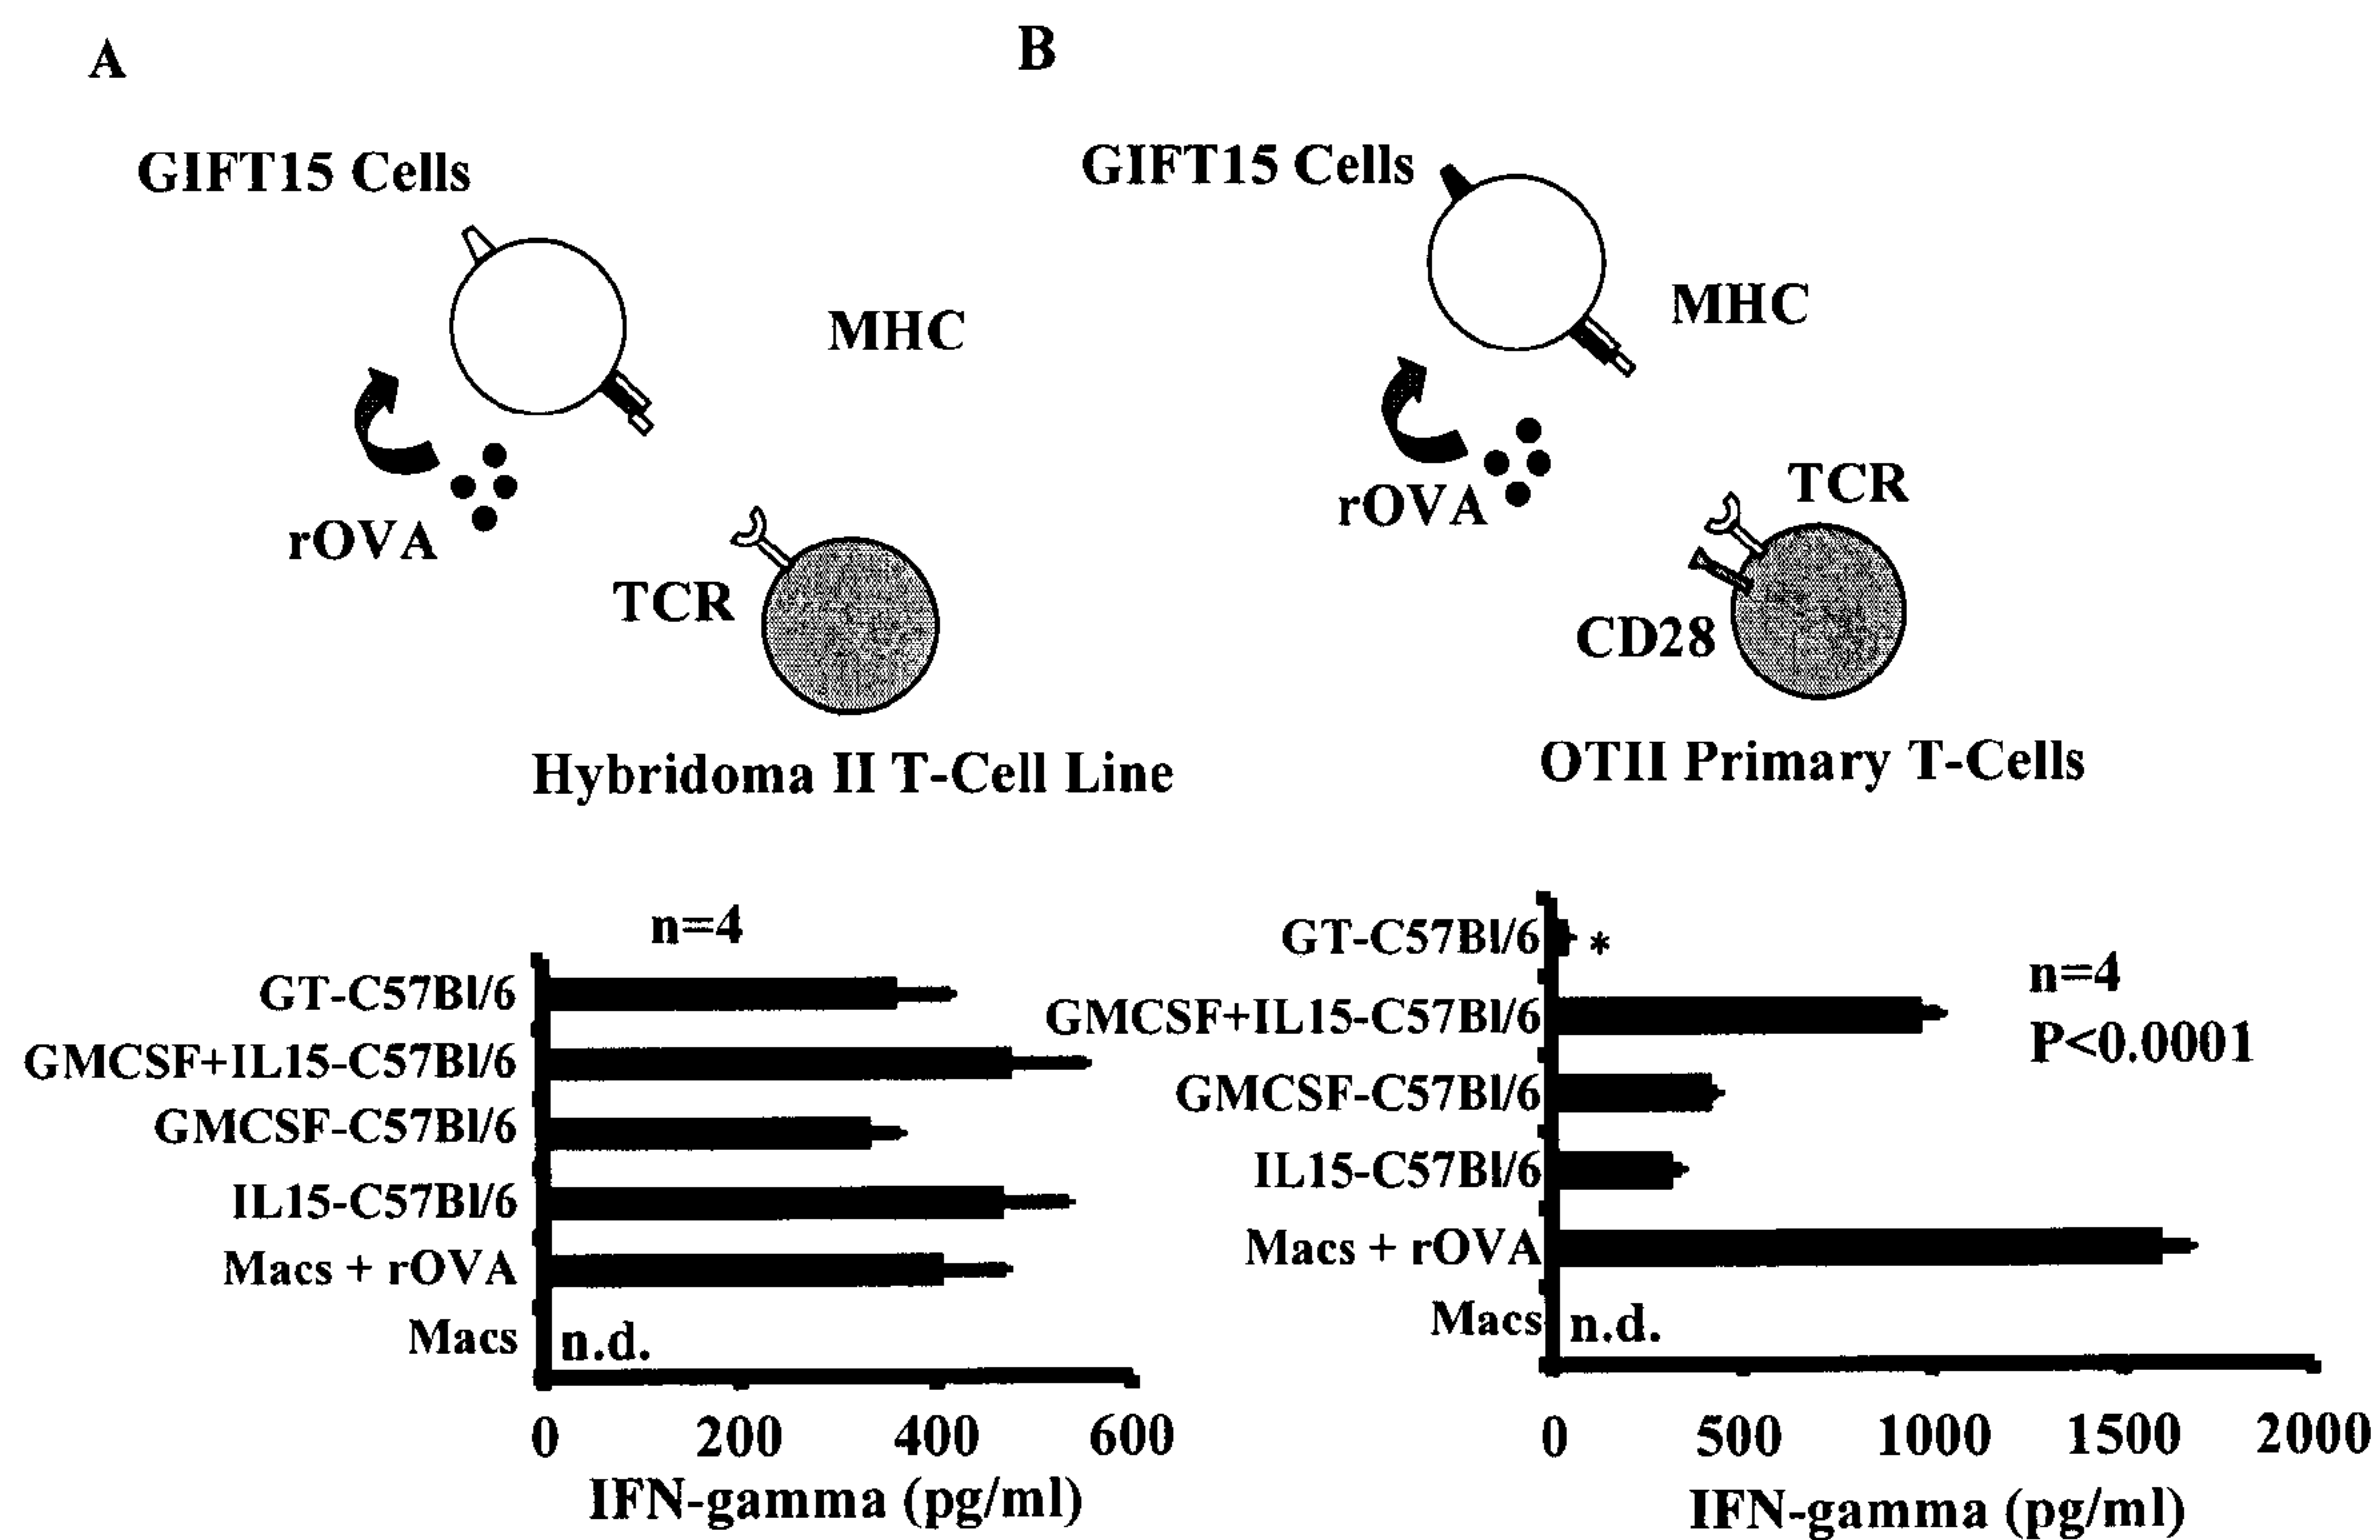 A
GIFT15 Cells
MHC
rOVA
TCR
Hybridoma II T-Cell Line
n=4
GT-C57Bl/6
GMCSF+IL15-C57Bl/6
GMCSF-C57Bl/6
IL15-C57Bl/6
Macs + rOVA
Macs
n.d.
0 200 400 600
IFN-gamma (pg/ml)
B
GIFT15 Cells
MHC
rOVA
TCR
CD28
OTII Primary T-Cells
GT-C57Bl/6 *
GMCSF+IL15-C57Bl/6
GMCSF-C57Bl/6
IL15-C57Bl/6
Macs + rOVA
Macs
n.d.
n=4
P<0.0001
0 500 1000 1500 2000
IFN-gamma (pg/ml)